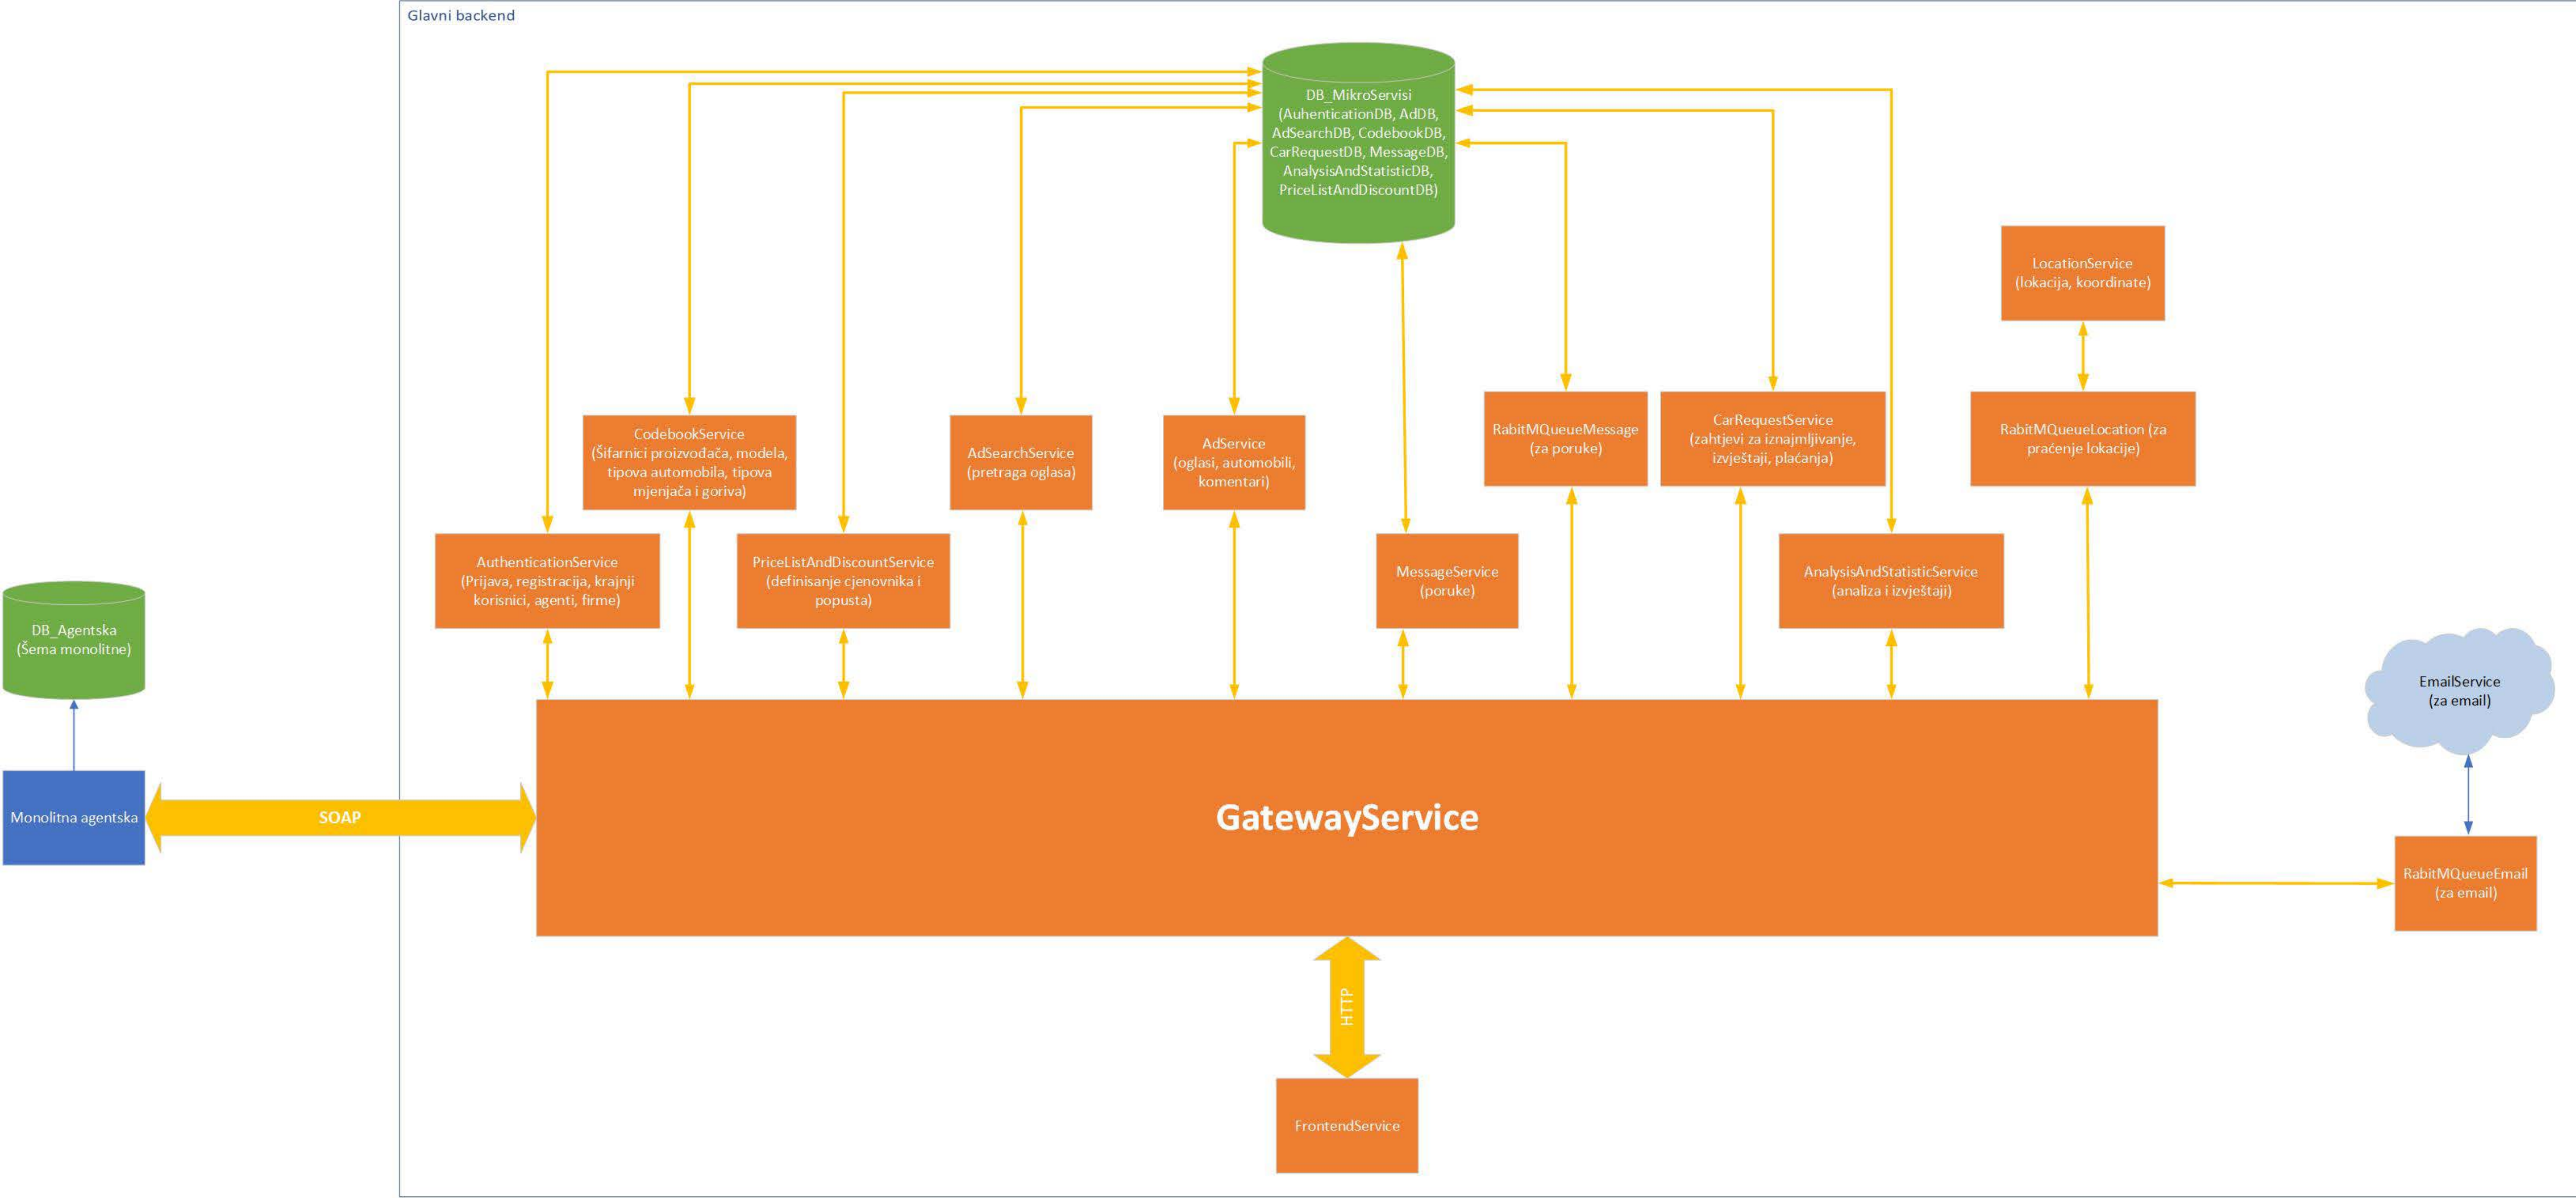 Glavni backend
DB_MikroServisi
(AuhenticationDB, AdDB,
AdSearchDB, CodebookDB,
CarRequestDB, MessageDB,
AnalysisAndStatisticDB,
PriceListAndDiscountDB)
LocationService
(lokacija, koordinate)
CodebookService
(Šifarnici proizvođača, modela,
tipova automobila, tipova
mjenjača i goriva)
AdSearchService
(pretraga oglasa)
AdService
(oglasi, automobili,
komentari)
RabitMQueueMessage
(za poruke)
CarRequestService
(zahtjevi za iznajmljivanje,
izvještaji, plaćanja)
RabitMQueueLocation (za
praćenje lokacije)
AuthenticationService
(Prijava, registracija, krajnji
korisnici, agenti, firme)
PriceListAndDiscountService
(definisanje cjenovnika i
popusta)
MessageService
(poruke)
AnalysisAndStatisticService
(analiza i izvještaji)
DB_Agentska
(Šema monolitne)
EmailService
(za email)
Monolitna agentska
SOAP
GatewayService
RabitMQueueEmail
(za email)
HTTP
FrontendService